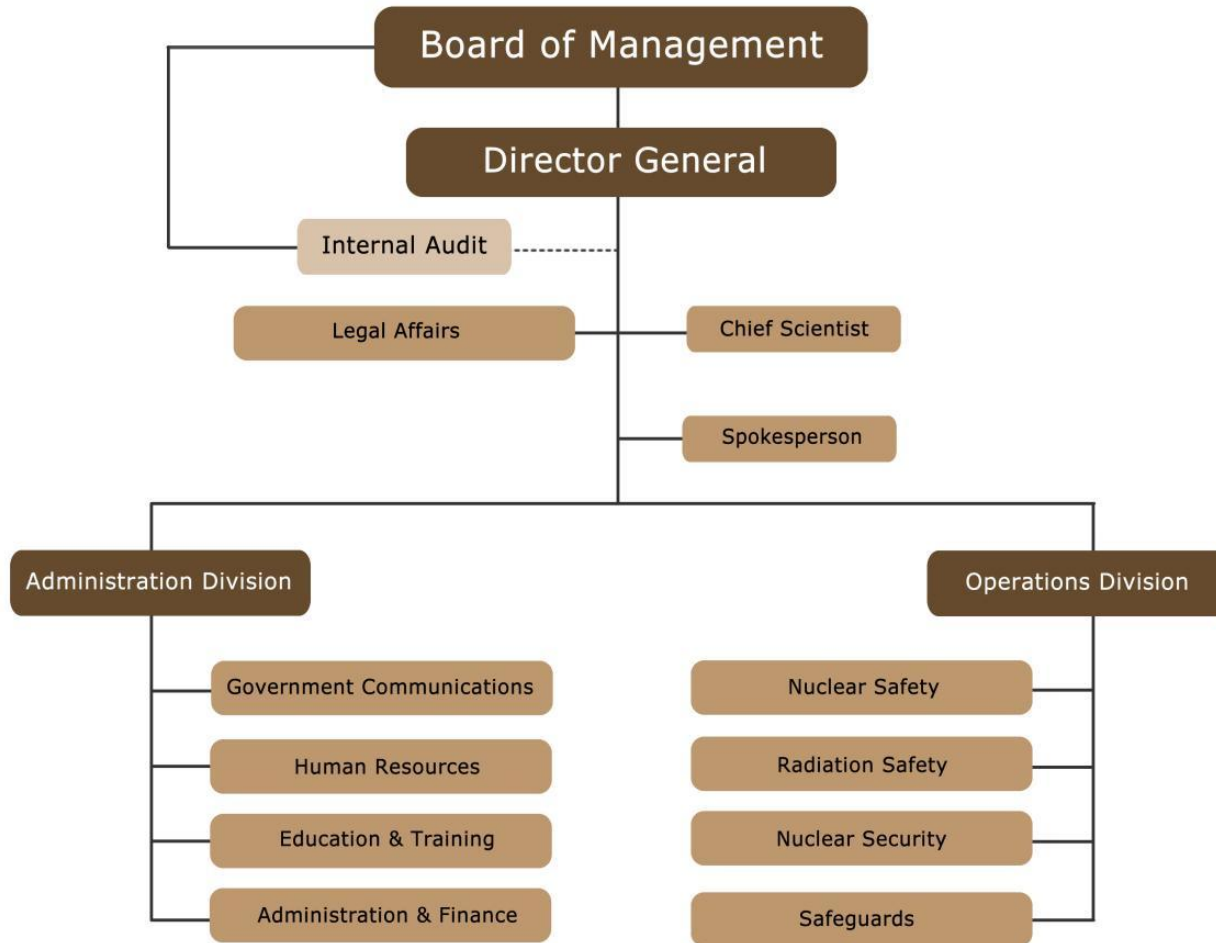 Board of Management
Director General
Internal Audit
Legal Affairs
Chief Scientist
Spokesperson
Administration Division
Operations Division
Government Communications
Nuclear Safety
Human Resources
Radiation Safety
Education & Training
Nuclear Security
Administration & Finance
Safeguards